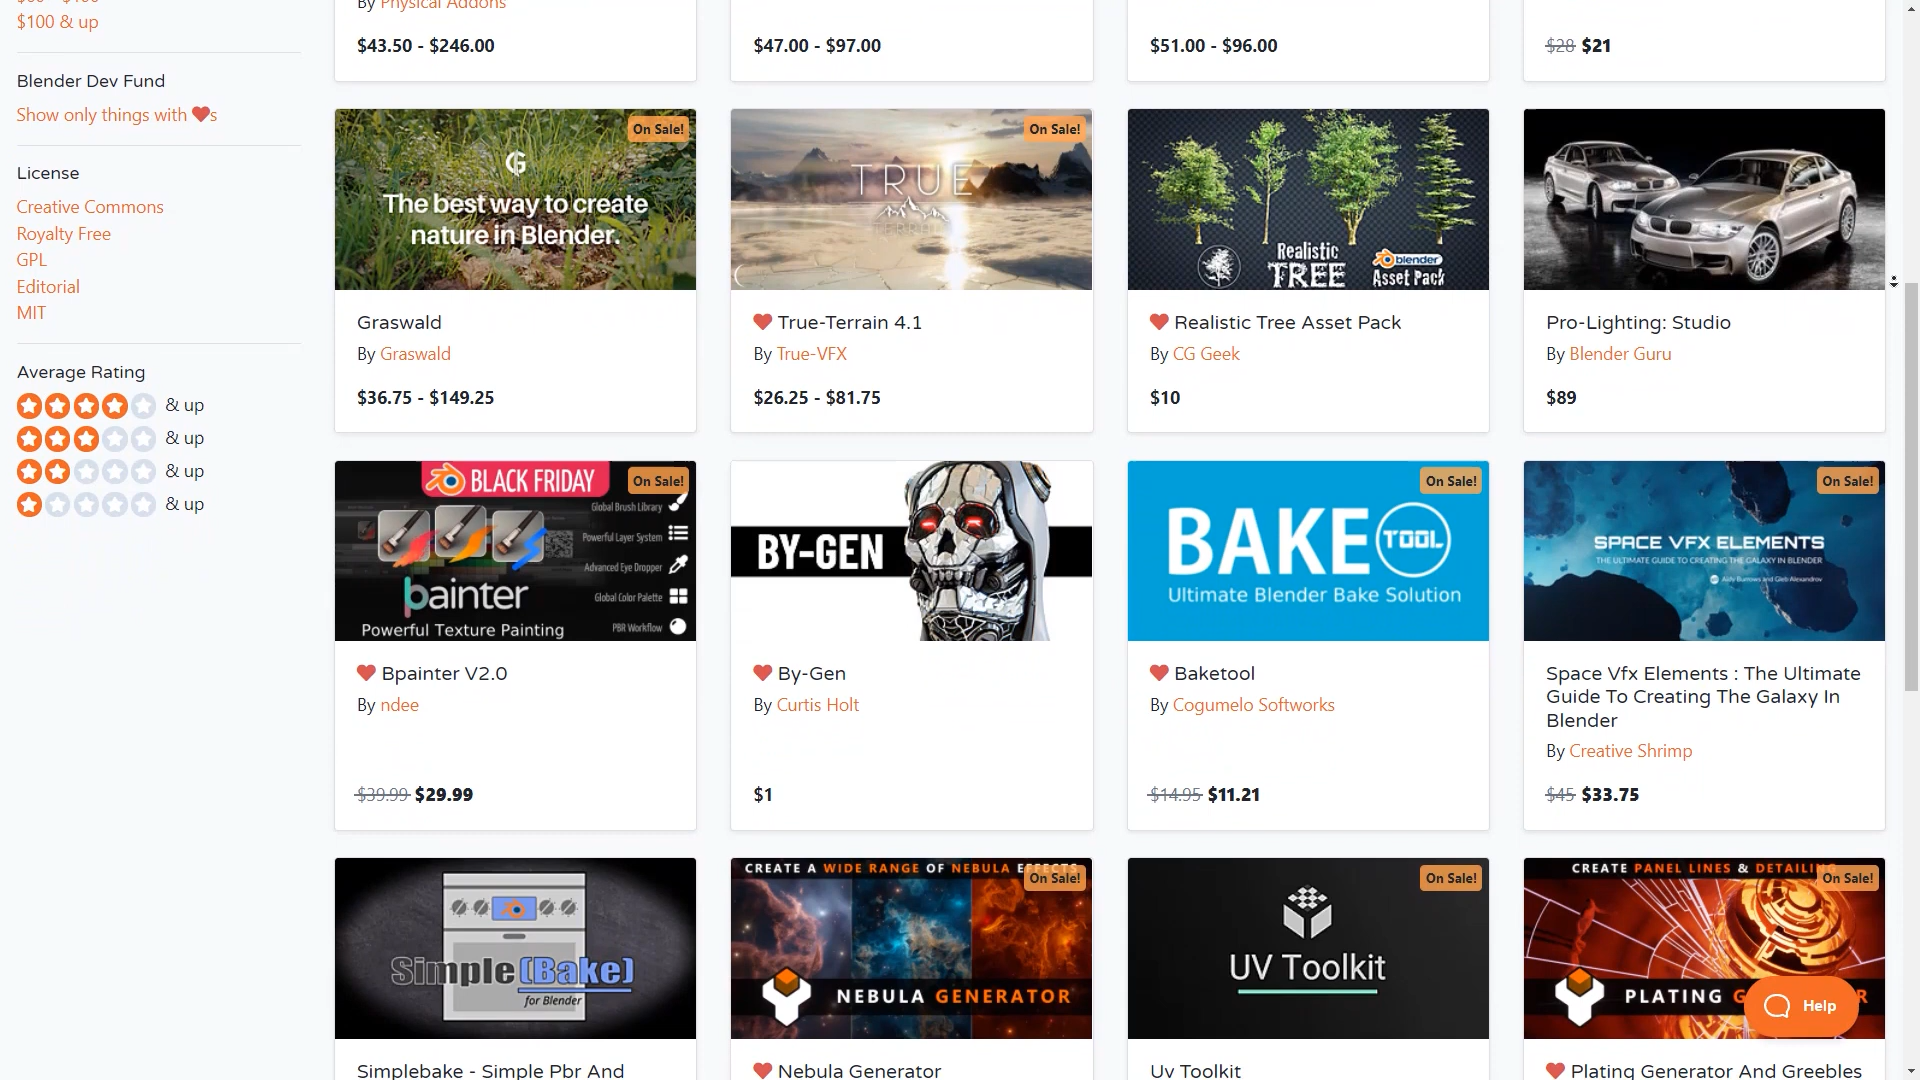 $100 & up
Blender Dev Fund
Show only things with ❤s
License
Creative Commons
Royalty Free
GPL
Editorial
MIT
Average Rating
& up
& up
& up
& up
By Physical Addons
$43.50 - $246.00
$47.00 - $97.00
$51.00 - $96.00
$28 $21
On Sale!
G
The best way to create
nature in Blender.
Graswald
By Graswald
$36.75 - $149.25
On Sale!
TRUE
TERRAIN
True-Terrain 4.1
By True-VFX
$26.25 - $81.75
Realistic
TREE
blender
Asset Pack
Realistic Tree Asset Pack
By CG Geek
$10
Pro-Lighting: Studio
By Blender Guru
$89
BLACK FRIDAY
On Sale!
Global Brush Library
Powerful Layer System
Advanced Eye Dropper
Global Color Palette
PBR Workflow
bpainter
Powerful Texture Painting
Bpainter V2.0
By ndee
$39.99 $29.99
BY-GEN
By-Gen
By Curtis Holt
$1
On Sale!
BAKE TOOL
Ultimate Blender Bake Solution
Baketool
By Cogumelo Softworks
$14.95 $11.21
On Sale!
SPACE VFX ELEMENTS
THE ULTIMATE GUIDE TO CREATING THE GALAXY IN BLENDER
Aidy Burrows and Gleb Alexandrov
Space Vfx Elements : The Ultimate
Guide To Creating The Galaxy In
Blender
By Creative Shrimp
$45 $33.75
Simple(Bake)
for Blender
Simplebake - Simple Pbr And
CREATE A WIDE RANGE OF NEBULA EFFECTS
On Sale!
NEBULA GENERATOR
Nebula Generator
On Sale!
UV Toolkit
Uv Toolkit
CREATE PANEL LINES & DETAILING
On Sale!
PLATING
Help
Plating Generator And Greebles